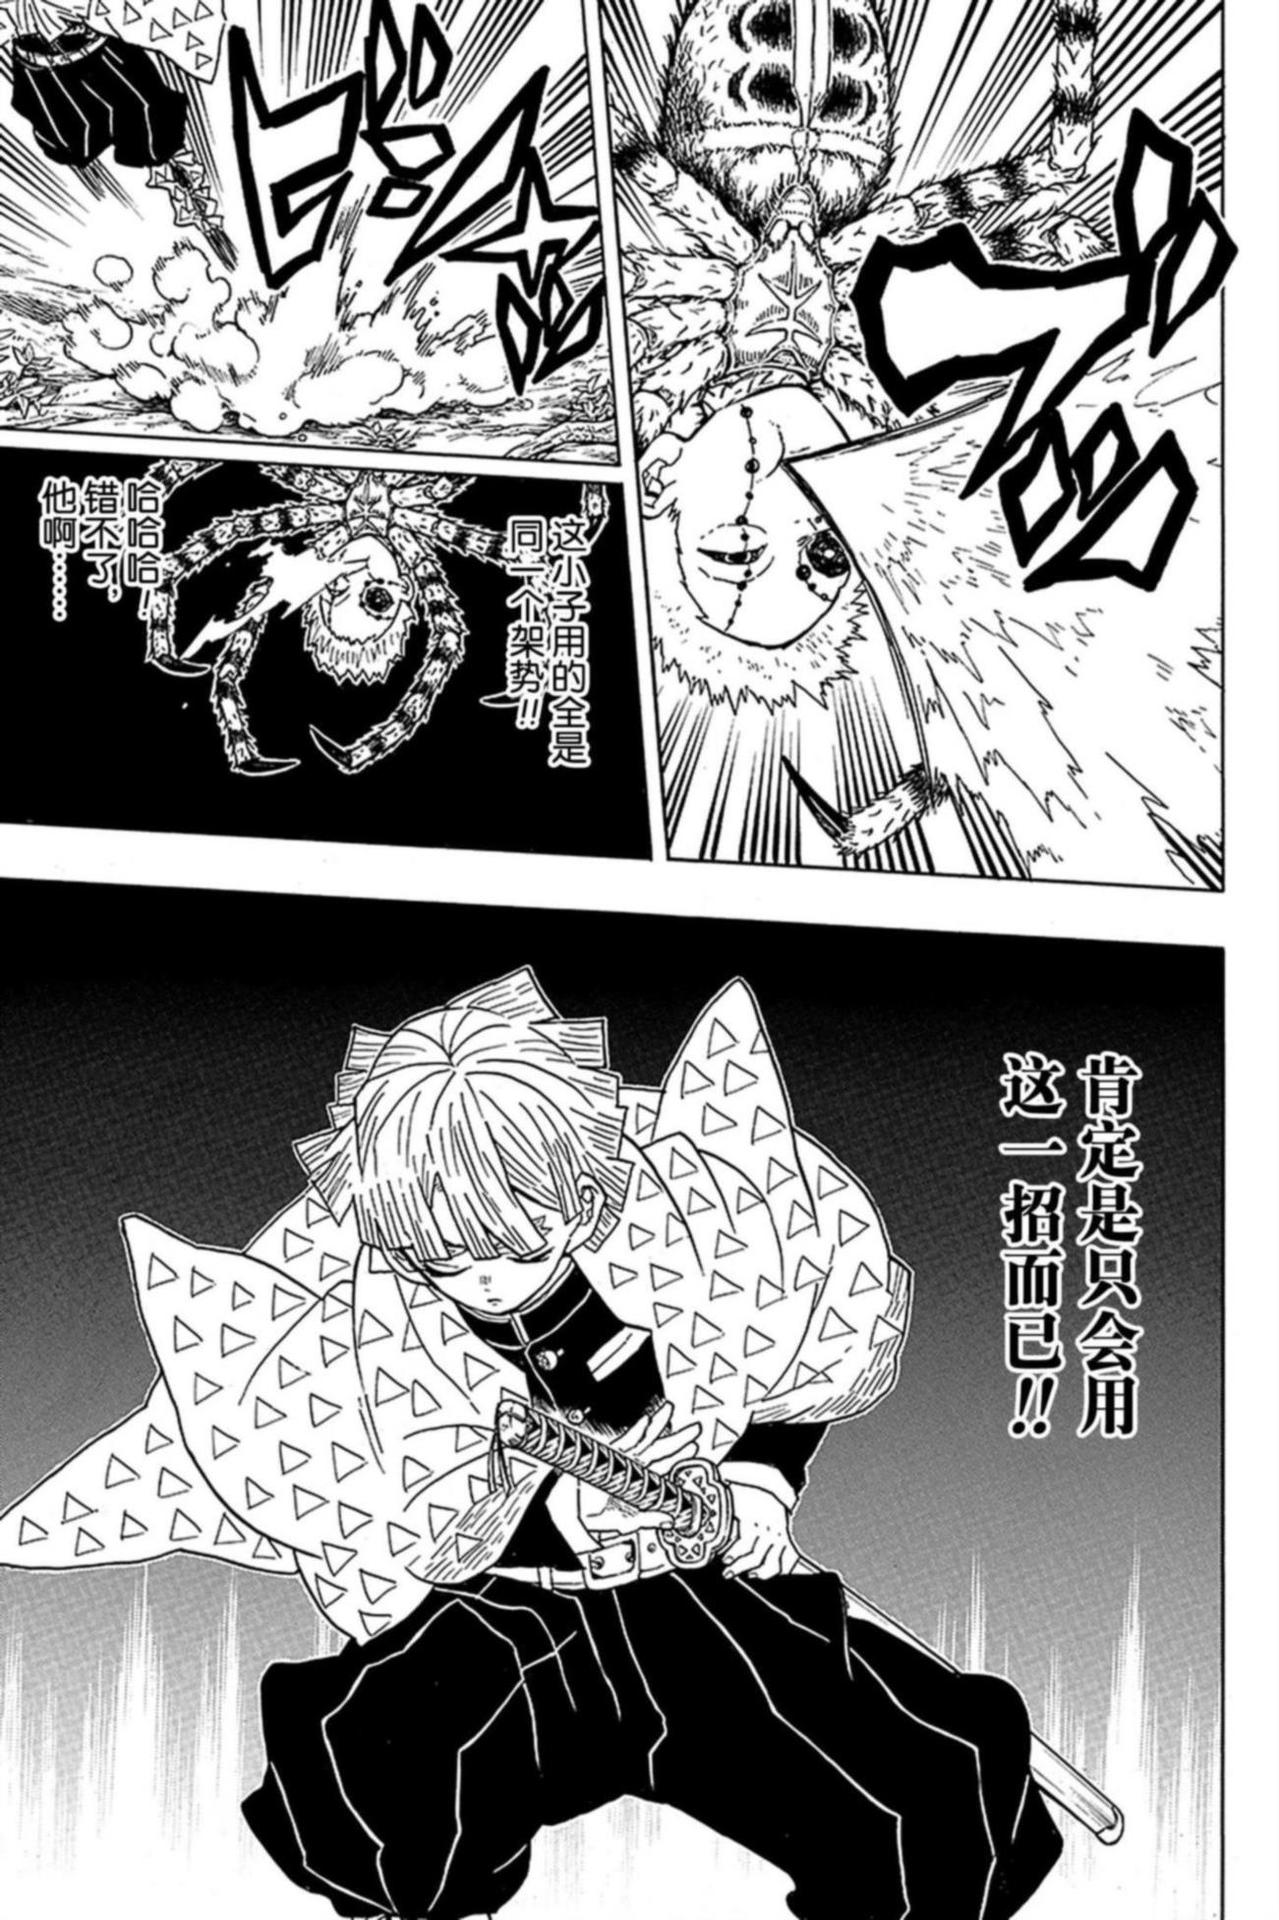 这小子用的全是
同一个架势!!
哈哈哈!
错不了,
他啊……
肯定是只会用
这一招而已!!